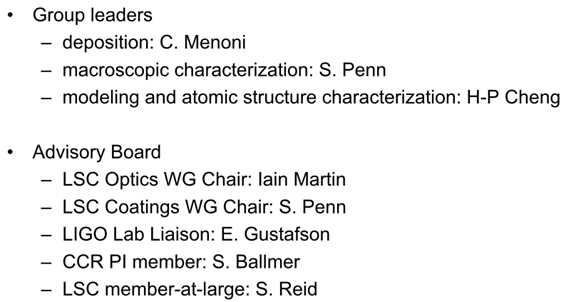 • Group leaders
– deposition: C. Menoni
– macroscopic characterization: S. Penn
– modeling and atomic structure characterization: H-P Cheng
• Advisory Board
– LSC Optics WG Chair: Iain Martin
– LSC Coatings WG Chair: S. Penn
– LIGO Lab Liaison: E. Gustafson
– CCR PI member: S. Ballmer
– LSC member-at-large: S. Reid